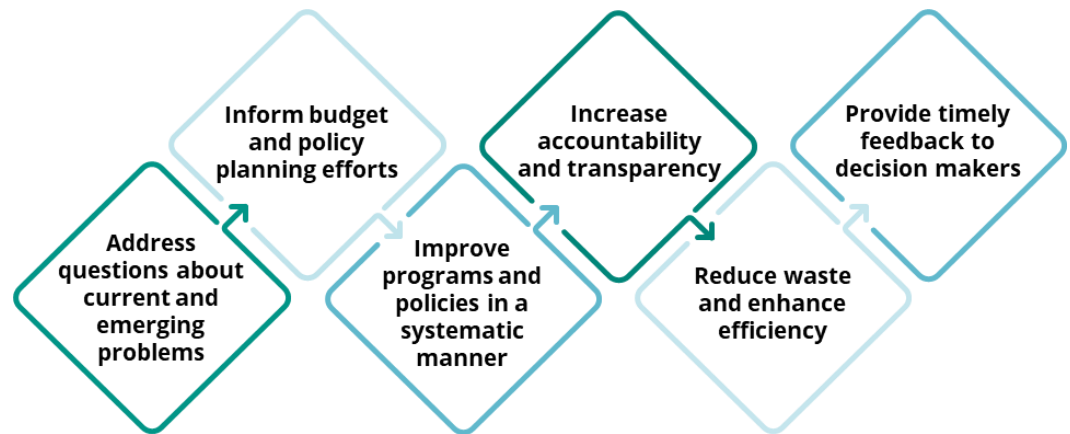 Address
questions about
current and
emerging
problems
Inform budget
and policy
planning efforts
Improve
programs and
policies in a
systematic
manner
Increase
accountability
and transparency
Reduce waste
and enhance
efficiency
Provide timely
feedback to
decision makers